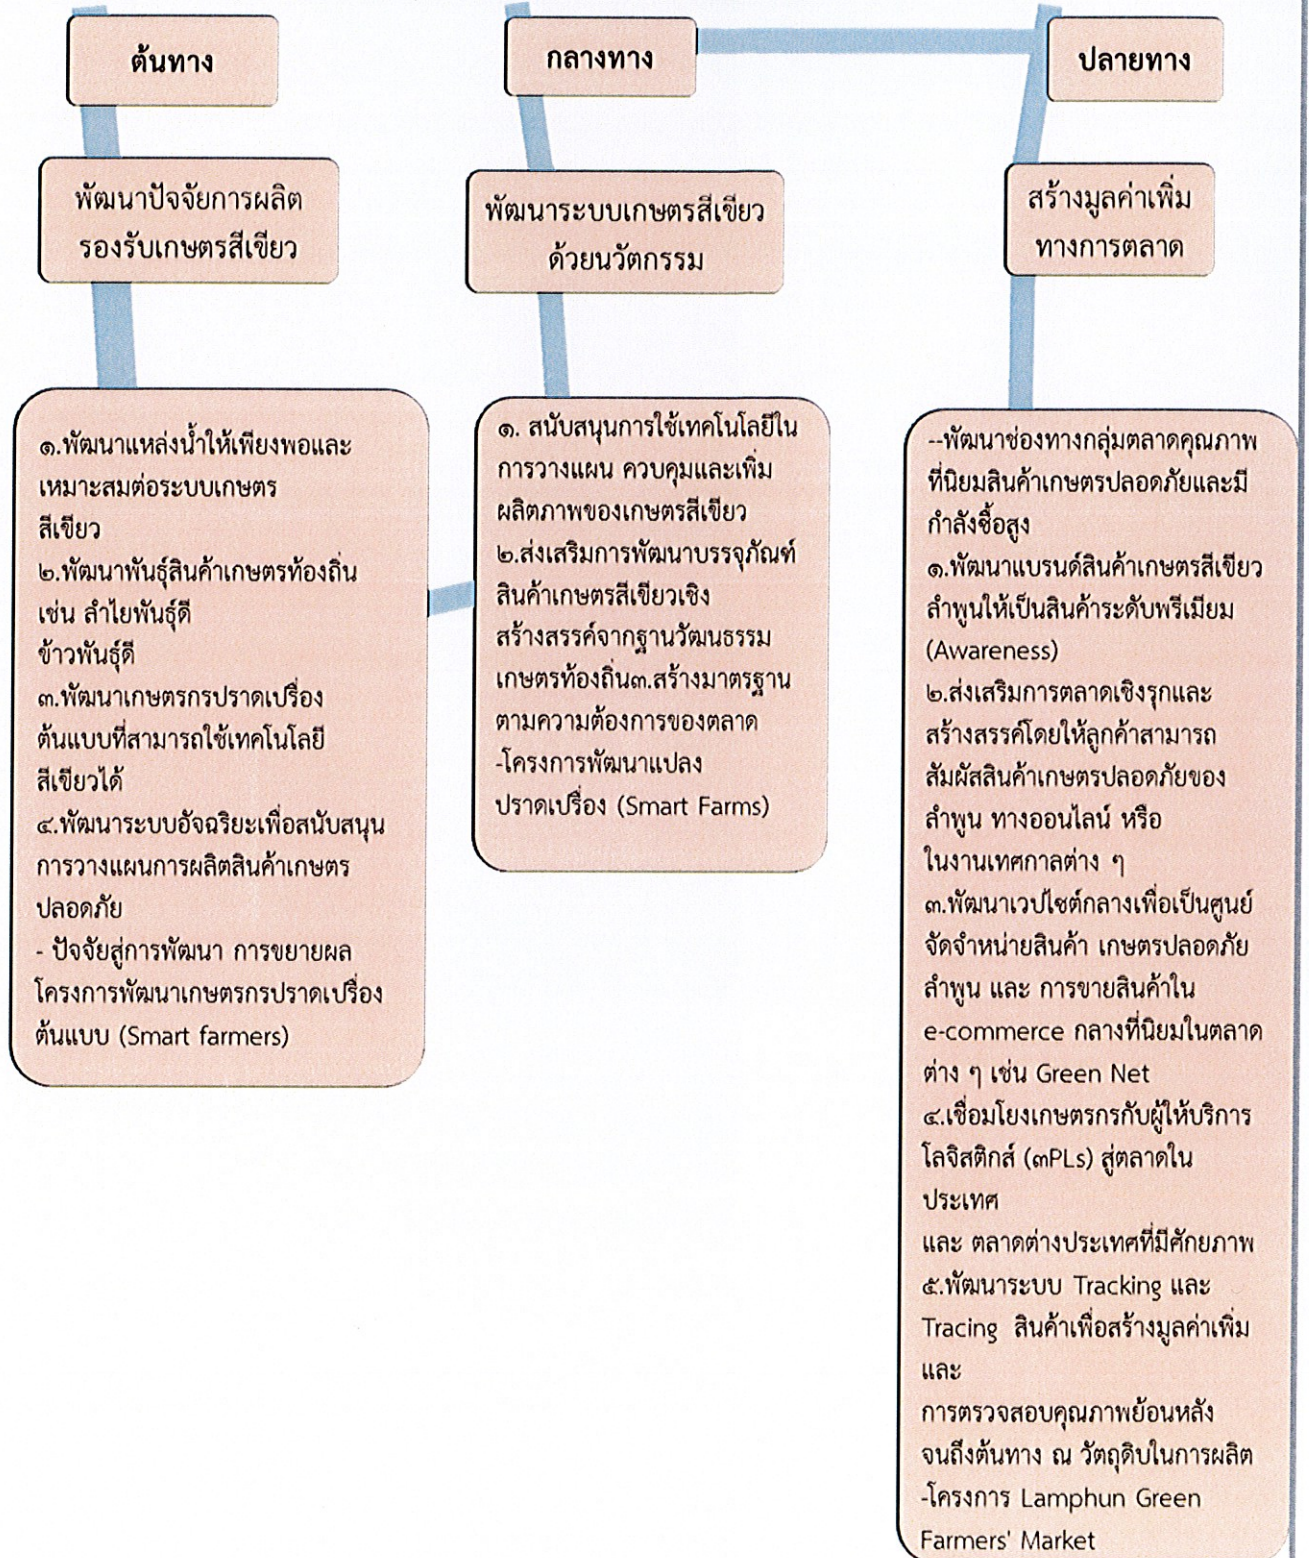 ต้นทาง
กลางทาง
ปลายทาง
พัฒนาปัจจัยการผลิต
รองรับเกษตรสีเขียว
พัฒนาระบบเกษตรสีเขียว
ด้วยนวัตกรรม
สร้างมูลค่าเพิ่ม
ทางการตลาด
๑.พัฒนาแหล่งน้ำให้เพียงพอและ
เหมาะสมต่อระบบเกษตร
สีเขียว
๒.พัฒนาพันธุ์สินค้าเกษตรท้องถิ่น
เช่น ลำไยพันธุ์ดี
ข้าวพันธุ์ดี
๓.พัฒนาเกษตรกรปราดเปรื่อง
ต้นแบบที่สามารถใช้เทคโนโลยี
สีเขียวได้
๔.พัฒนาระบบอัจฉริยะเพื่อสนับสนุน
การวางแผนการผลิตสินค้าเกษตร
ปลอดภัย
- ปัจจัยสู่การพัฒนา การขยายผล
โครงการพัฒนาเกษตรกรปราดเปรื่อง
ต้นแบบ (Smart farmers)
๑. สนับสนุนการใช้เทคโนโลยีใน
การวางแผน ควบคุมและเพิ่ม
ผลิตภาพของเกษตรสีเขียว
๒.ส่งเสริมการพัฒนาบรรจุภัณฑ์
สินค้าเกษตรสีเขียวเชิง
สร้างสรรค์จากฐานวัฒนธรรม
เกษตรท้องถิ่น๓.สร้างมาตรฐาน
ตามความต้องการของตลาด
-โครงการพัฒนาแปลง
ปราดเปรื่อง (Smart Farms)
--พัฒนาช่องทางกลุ่มตลาดคุณภาพ
ที่นิยมสินค้าเกษตรปลอดภัยและมี
กำลังซื้อสูง
๑.พัฒนาแบรนด์สินค้าเกษตรสีเขียว
ลำพูนให้เป็นสินค้าระดับพรีเมียม
(Awareness)
๒.ส่งเสริมการตลาดเชิงรุกและ
สร้างสรรค์โดยให้ลูกค้าสามารถ
สัมผัสสินค้าเกษตรปลอดภัยของ
ลำพูน ทางออนไลน์ หรือ
ในงานเทศกาลต่าง ๆ
๓.พัฒนาเวปไซต์กลางเพื่อเป็นศูนย์
จัดจำหน่ายสินค้า เกษตรปลอดภัย
ลำพูน และ การขายสินค้าใน
e-commerce กลางที่นิยมในตลาด
ต่าง ๆ เช่น Green Net
๔.เชื่อมโยงเกษตรกรกับผู้ให้บริการ
โลจิสติกส์ (๓PLs) สู่ตลาดใน
ประเทศ
และ ตลาดต่างประเทศที่มีศักยภาพ
๕.พัฒนาระบบ Tracking และ
Tracing สินค้าเพื่อสร้างมูลค่าเพิ่ม
และ
การตรวจสอบคุณภาพย้อนหลัง
จนถึงต้นทาง ณ วัตถุดิบในการผลิต
-โครงการ Lamphun Green
Farmers' Market